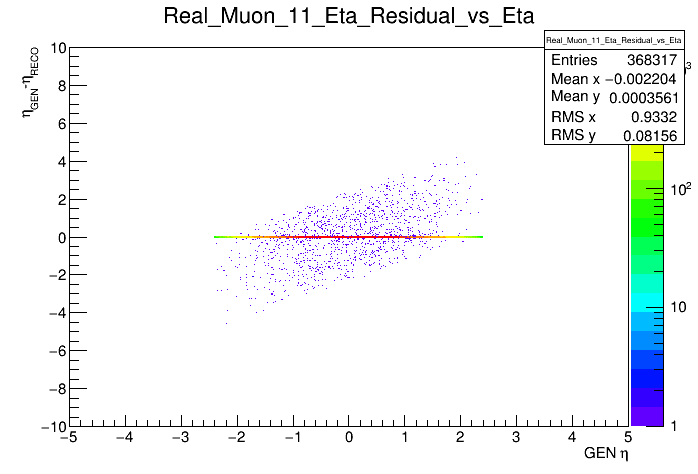 Real_Muon_11_Eta_Residual_vs_Eta
Real_Muon_11_Eta_Residual_vs_Eta
Entries 368317
Mean x −0.002204
Mean y 0.0003561
RMS x 0.9332
RMS y 0.08156
η_GEN-η_RECO
10
8
6
4
2
0
−2
−4
−6
−8
−10
−5 −4 −3 −2 −1 0 1 2 3 4 5
GEN η
3
10²
10
1